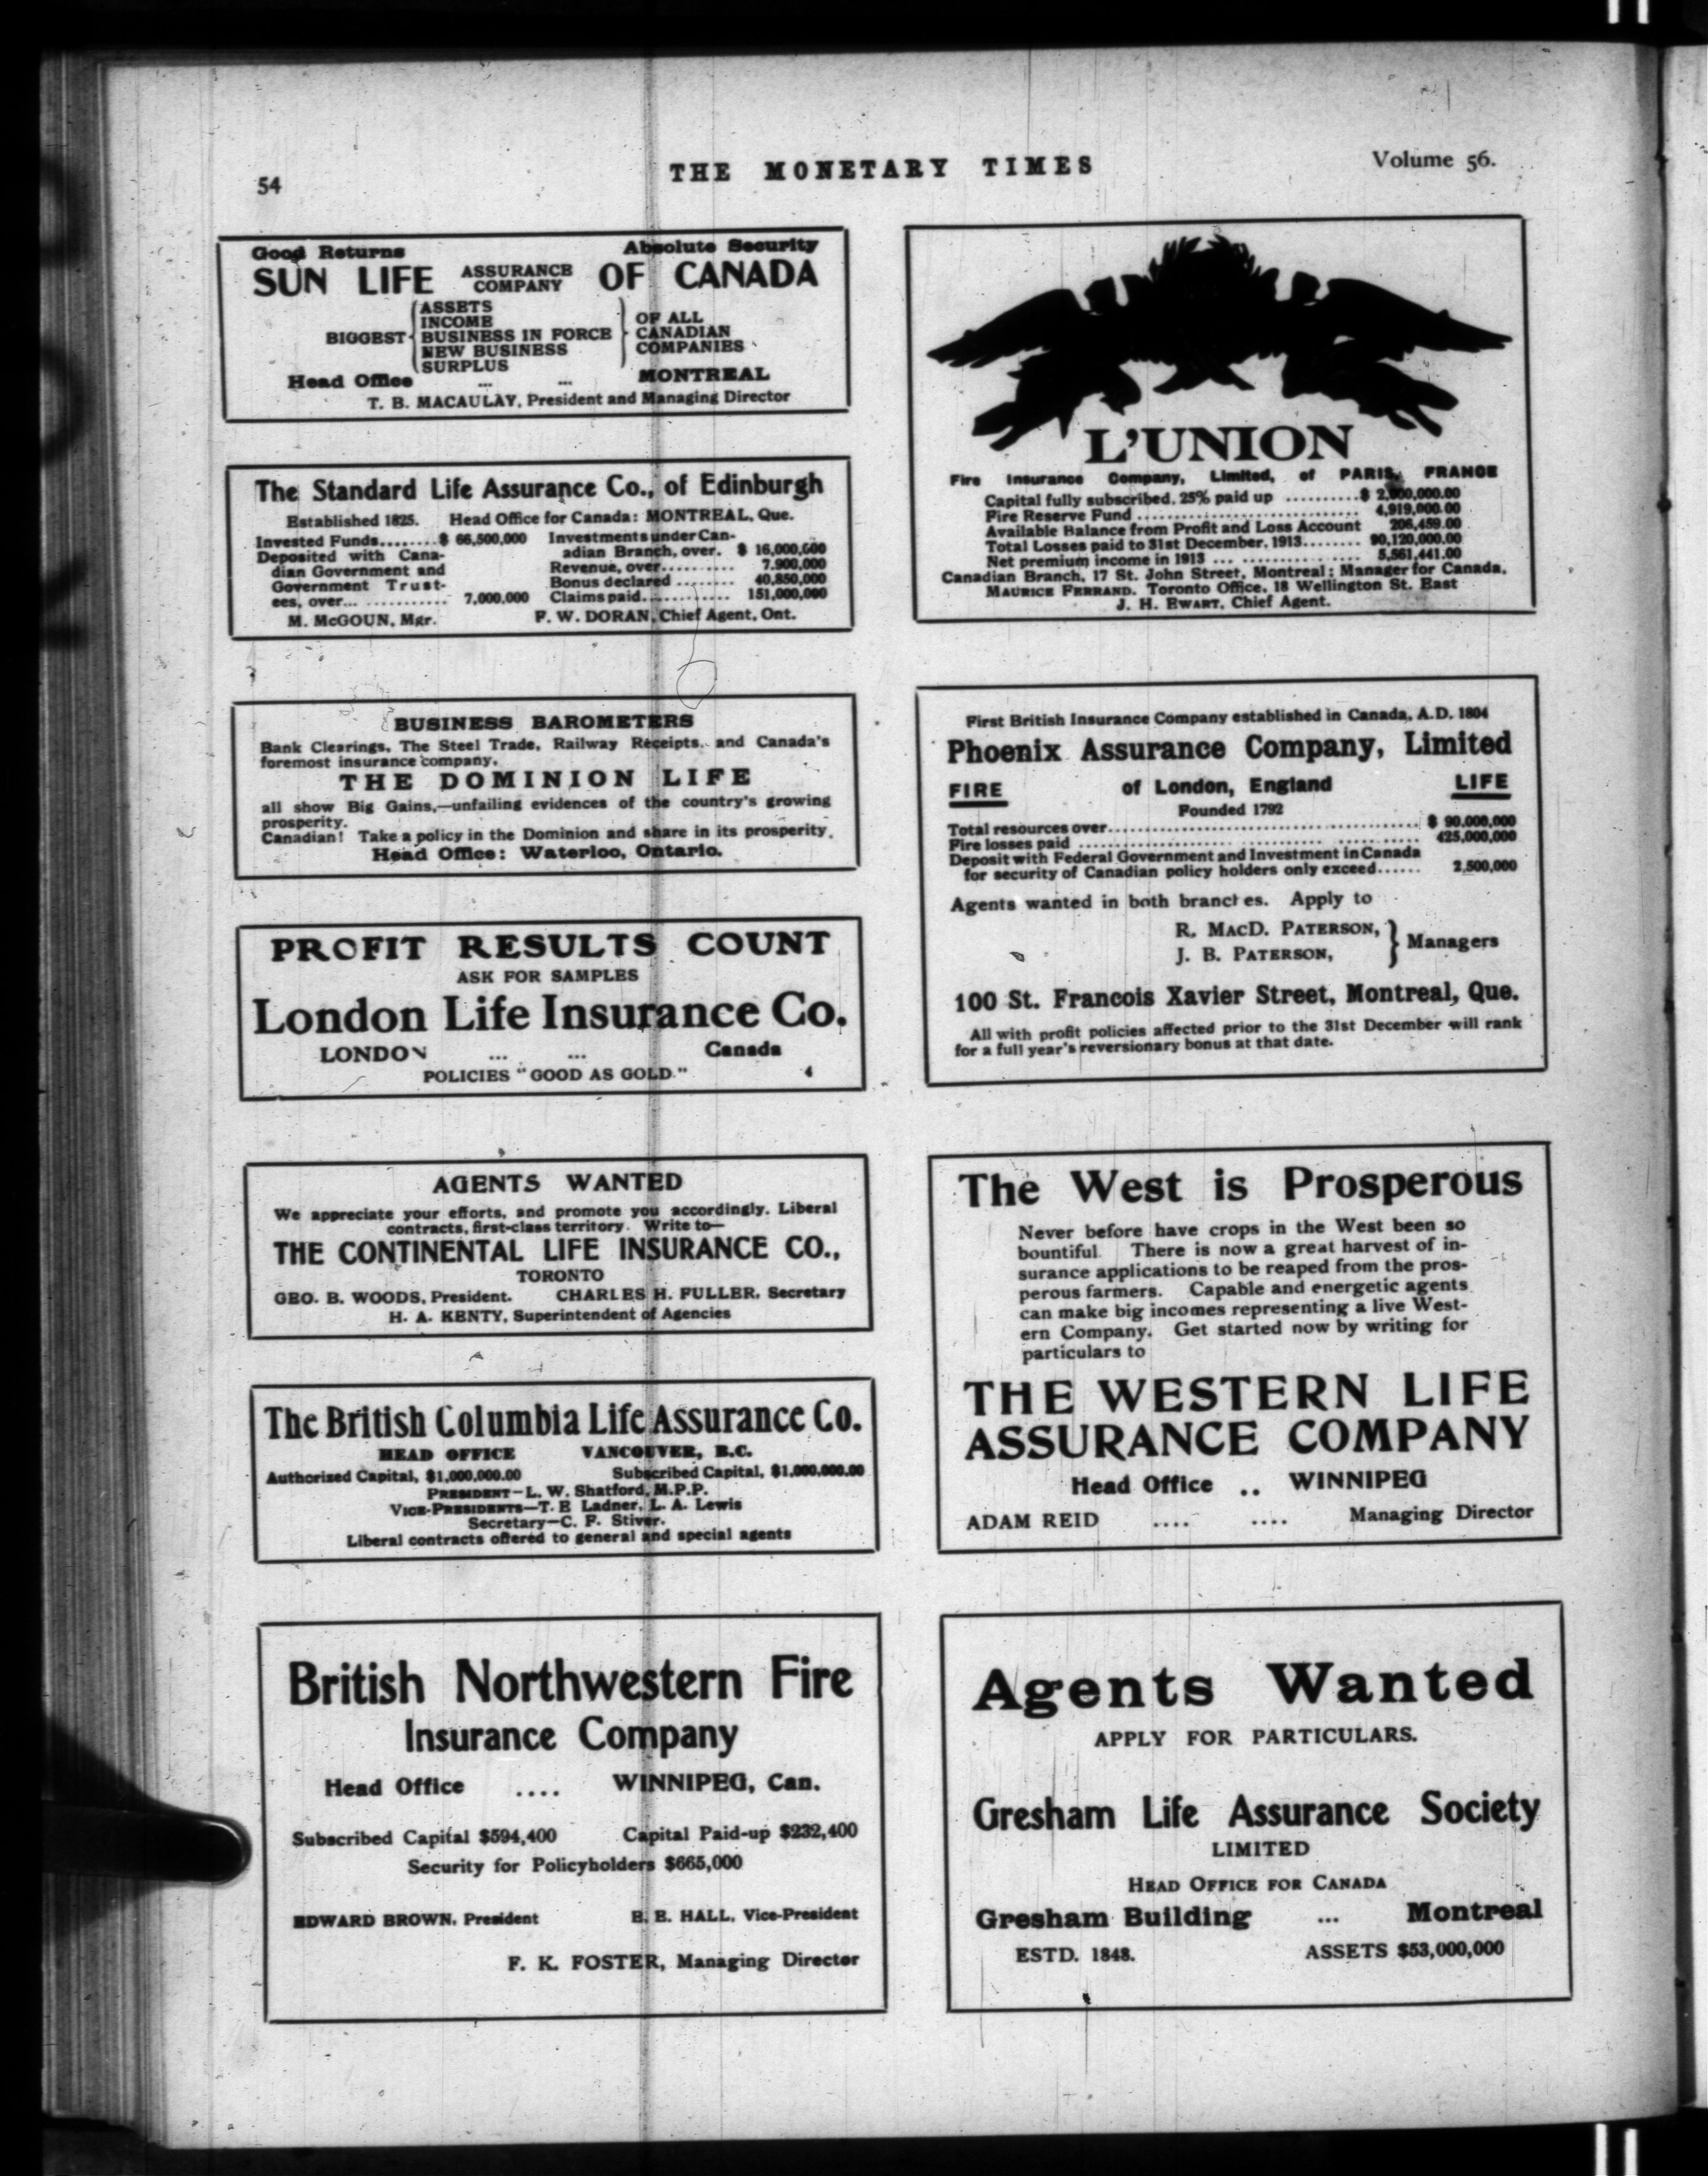 54
THE MONETARY TIMES
Volume 56.
Good Returns Absolute Security
SUN LIFE ASSURANCE COMPANY OF CANADA
BIGGEST
ASSETS
INCOME
BUSINESS IN FORCE
NEW BUSINESS
SURPLUS
OF ALL
CANADIAN
COMPANIES
Head Office ... ... MONTREAL
T. B. MACAULAY, President and Managing Director
The Standard Life Assurance Co., of Edinburgh
Established 1825. Head Office for Canada: MONTREAL, Que.
Invested Funds........$ 66,500,000
Deposited with Cana-
dian Government and
Government Trust-
ees, over... ........... 7,000,000
Investments under Can-
adian Branch, over. $ 16,000,000
Revenue, over.......... 7,900,000
Bonus declared ........ 40,850,000
Claims paid............ 151,000,000
M. McGOUN, Mgr. F. W. DORAN, Chief Agent, Ont.
BUSINESS BAROMETERS
Bank Clearings, The Steel Trade, Railway Receipts, and Canada's
foremost insurance company,
THE DOMINION LIFE
all show Big Gains,—unfailing evidences of the country's growing
prosperity.
Canadian! Take a policy in the Dominion and share in its prosperity.
Head Office: Waterloo, Ontario.
PROFIT RESULTS COUNT
ASK FOR SAMPLES
London Life Insurance Co.
LONDON ... ... Canada
POLICIES "GOOD AS GOLD." 4
AGENTS WANTED
We appreciate your efforts, and promote you accordingly. Liberal
contracts, first-class territory. Write to—
THE CONTINENTAL LIFE INSURANCE CO.,
TORONTO
GEO. B. WOODS, President. CHARLES H. FULLER, Secretary
H. A. KENTY, Superintendent of Agencies
The British Columbia Life Assurance Co.
HEAD OFFICE VANCOUVER, B.C.
Authorized Capital, $1,000,000.00 Subscribed Capital, $1,000,000.00
PRESIDENT—L. W. Shatford, M.P.P.
VICE-PRESIDENTS—T. E. Ladner, L. A. Lewis
Secretary—C. F. Stiver.
Liberal contracts offered to general and special agents
British Northwestern Fire
Insurance Company
Head Office .... WINNIPEG, Can.
Subscribed Capital $594,400 Capital Paid-up $232,400
Security for Policyholders $665,000
EDWARD BROWN, President E. E. HALL, Vice-President
F. K. FOSTER, Managing Director
L'UNION
Fire Insurance Company, Limited, of PARIS, FRANCE
Capital fully subscribed, 25% paid up ..........$ 2,000,000.00
Fire Reserve Fund ................................ 4,919,000.00
Available Balance from Profit and Loss Account 206,459.00
Total Losses paid to 31st December, 1913........ 90,120,000.00
Net premium income in 1913 ... ................. 5,561,441.00
Canadian Branch, 17 St. John Street, Montreal; Manager for Canada,
MAURICE FERRAND. Toronto Office, 18 Wellington St. East
J. H. EWART, Chief Agent.
First British Insurance Company established in Canada, A.D. 1804
Phoenix Assurance Company, Limited
FIRE of London, England LIFE
Founded 1792
Total resources over............................................. $ 90,000,000
Fire losses paid ................................................. 425,000,000
Deposit with Federal Government and Investment in Canada
for security of Canadian policy holders only exceed...... 2,500,000
Agents wanted in both branches. Apply to
R. MACD. PATERSON,
J. B. PATERSON,
Managers
100 St. Francois Xavier Street, Montreal, Que.
All with profit policies affected prior to the 31st December will rank
for a full year's reversionary bonus at that date.
The West is Prosperous
Never before have crops in the West been so
bountiful. There is now a great harvest of in-
surance applications to be reaped from the pros-
perous farmers. Capable and energetic agents
can make big incomes representing a live West-
ern Company. Get started now by writing for
particulars to
THE WESTERN LIFE
ASSURANCE COMPANY
Head Office .. WINNIPEG
ADAM REID .... .... Managing Director
Agents Wanted
APPLY FOR PARTICULARS.
Gresham Life Assurance Society
LIMITED
HEAD OFFICE FOR CANADA
Gresham Building ... Montreal
ESTD. 1848. ASSETS $53,000,000